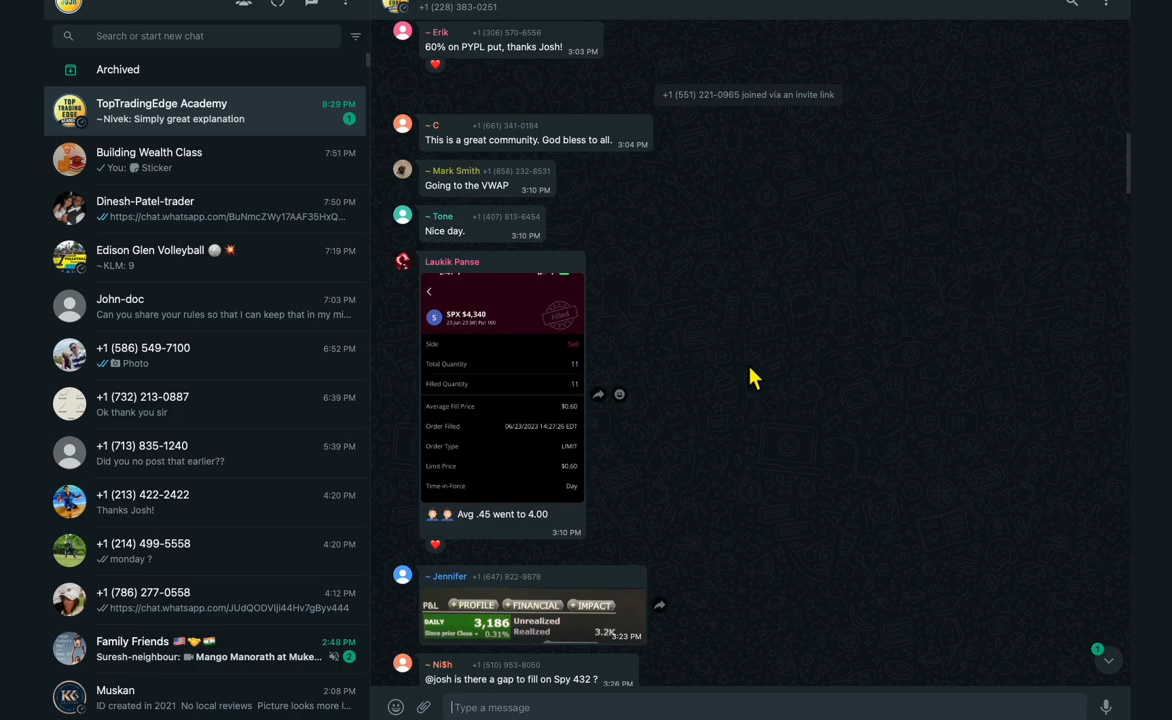 Search or start new chat
Archived
TopTradingEdge Academy 8:29 PM
~Nivek: Simply great explanation 1
Building Wealth Class 7:51 PM
You: Sticker
Dinesh-Patel-trader 7:50 PM
https://chat.whatsapp.com/BuNmcZWy17AAF35HxQ...
Edison Glen Volleyball 🏐 💥 7:19 PM
~KLM: 9
John-doc 7:03 PM
Can you share your rules so that I can keep that in my mi...
+1 (586) 549-7100 6:52 PM
Photo
+1 (732) 213-0887 6:39 PM
Ok thank you sir
+1 (713) 835-1240 5:39 PM
Did you no post that earlier??
+1 (213) 422-2422 4:20 PM
Thanks Josh!
+1 (214) 499-5558 4:20 PM
monday ?
+1 (786) 277-0558 4:12 PM
https://chat.whatsapp.com/JUdQODVIji44Hv7gByv444
Family Friends 🇺🇸🤝🇮🇳 2:48 PM
Suresh-neighbour: Mango Manorath at Muke... 2
Muskan 2:08 PM
ID created in 2021 No local reviews Picture looks more l...
+1 (228) 383-0251
~ Erik +1 (306) 570-6556
60% on PYPL put, thanks Josh! 3:03 PM
❤️
+1 (551) 221-0965 joined via an invite link
~ C +1 (661) 341-0184
This is a great community. God bless to all. 3:04 PM
~ Mark Smith +1 (858) 232-8531
Going to the VWAP 3:10 PM
~ Tone +1 (407) 813-6454
Nice day. 3:10 PM
Laukik Panse
S SPX $4,340
23 Jun 23 (W) Put 100
Filled
Side Sell
Total Quantity 11
Filled Quantity 11
Average Fill Price $0.60
Order Filled 06/23/2023 14:27:26 EDT
Order Type LIMIT
Limit Price $0.60
Time-in-Force Day
🤦🏻‍♂️🤦🏻‍♂️ Avg .45 went to 4.00
3:10 PM
❤️
~ Jennifer +1 (647) 822-9878
P&L + PROFILE + FINANCIAL + IMPACT
DAILY 3,186 Unrealized
Since prior Close + 0.31% Realized 3.2K
3:23 PM
~ Ni$h +1 (510) 953-8050
@josh is there a gap to fill on Spy 432 ? 3:26 PM
1
Type a message